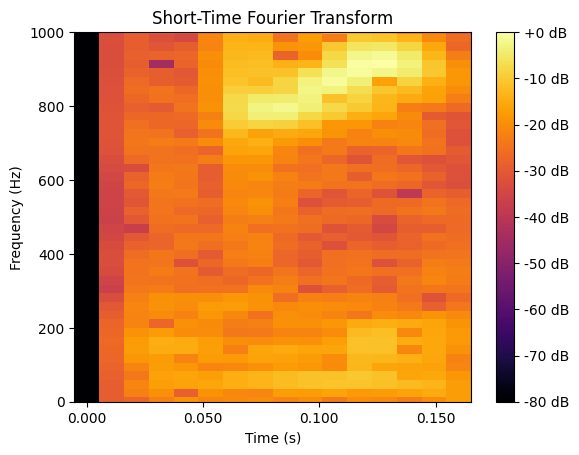 Short-Time Fourier Transform
1000
800
600
400
200
0
Frequency (Hz)
0.000
0.050
0.100
0.150
Time (s)
+0 dB
-10 dB
-20 dB
-30 dB
-40 dB
-50 dB
-60 dB
-70 dB
-80 dB